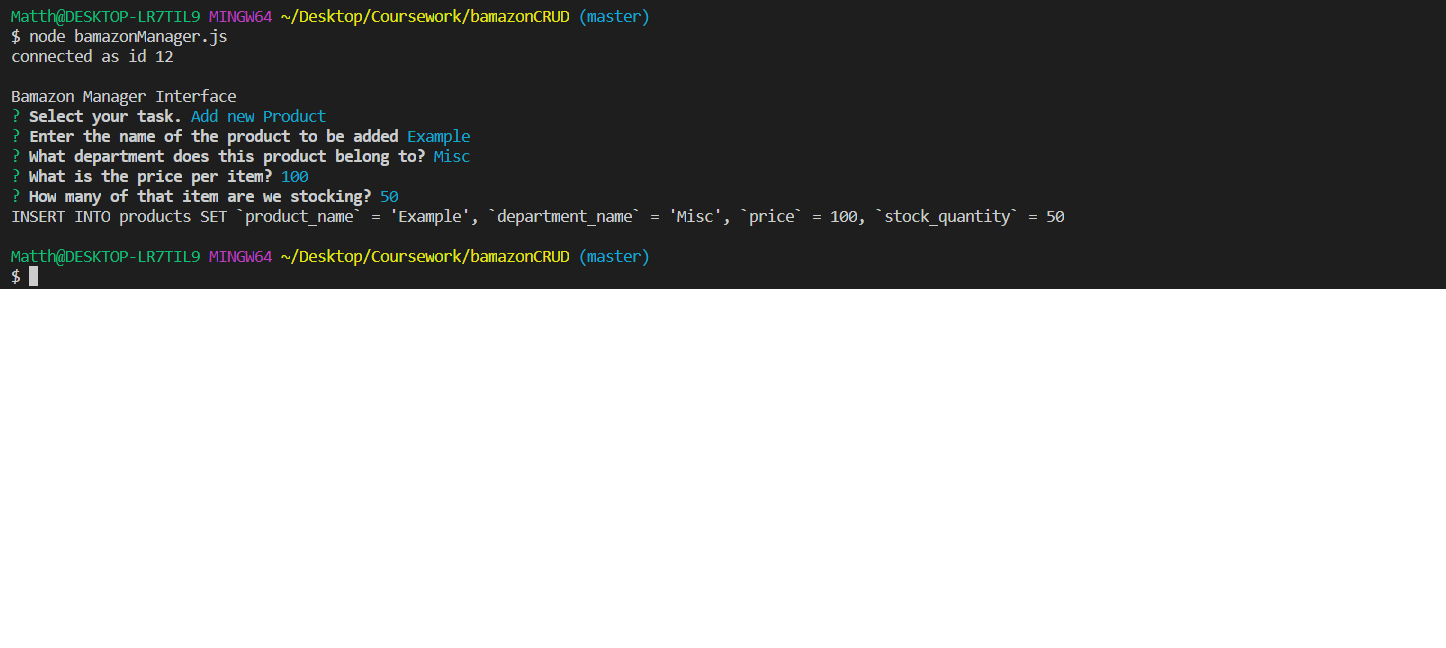 Matth@DESKTOP-LR7TIL9 MINGW64 ~/Desktop/Coursework/bamazonCRUD (master)
$ node bamazonManager.js
connected as id 12
Bamazon Manager Interface
? Select your task. Add new Product
? Enter the name of the product to be added Example
? What department does this product belong to? Misc
? What is the price per item? 100
? How many of that item are we stocking? 50
INSERT INTO products SET `product_name` = 'Example', `department_name` = 'Misc', `price` = 100, `stock_quantity` = 50
Matth@DESKTOP-LR7TIL9 MINGW64 ~/Desktop/Coursework/bamazonCRUD (master)
$